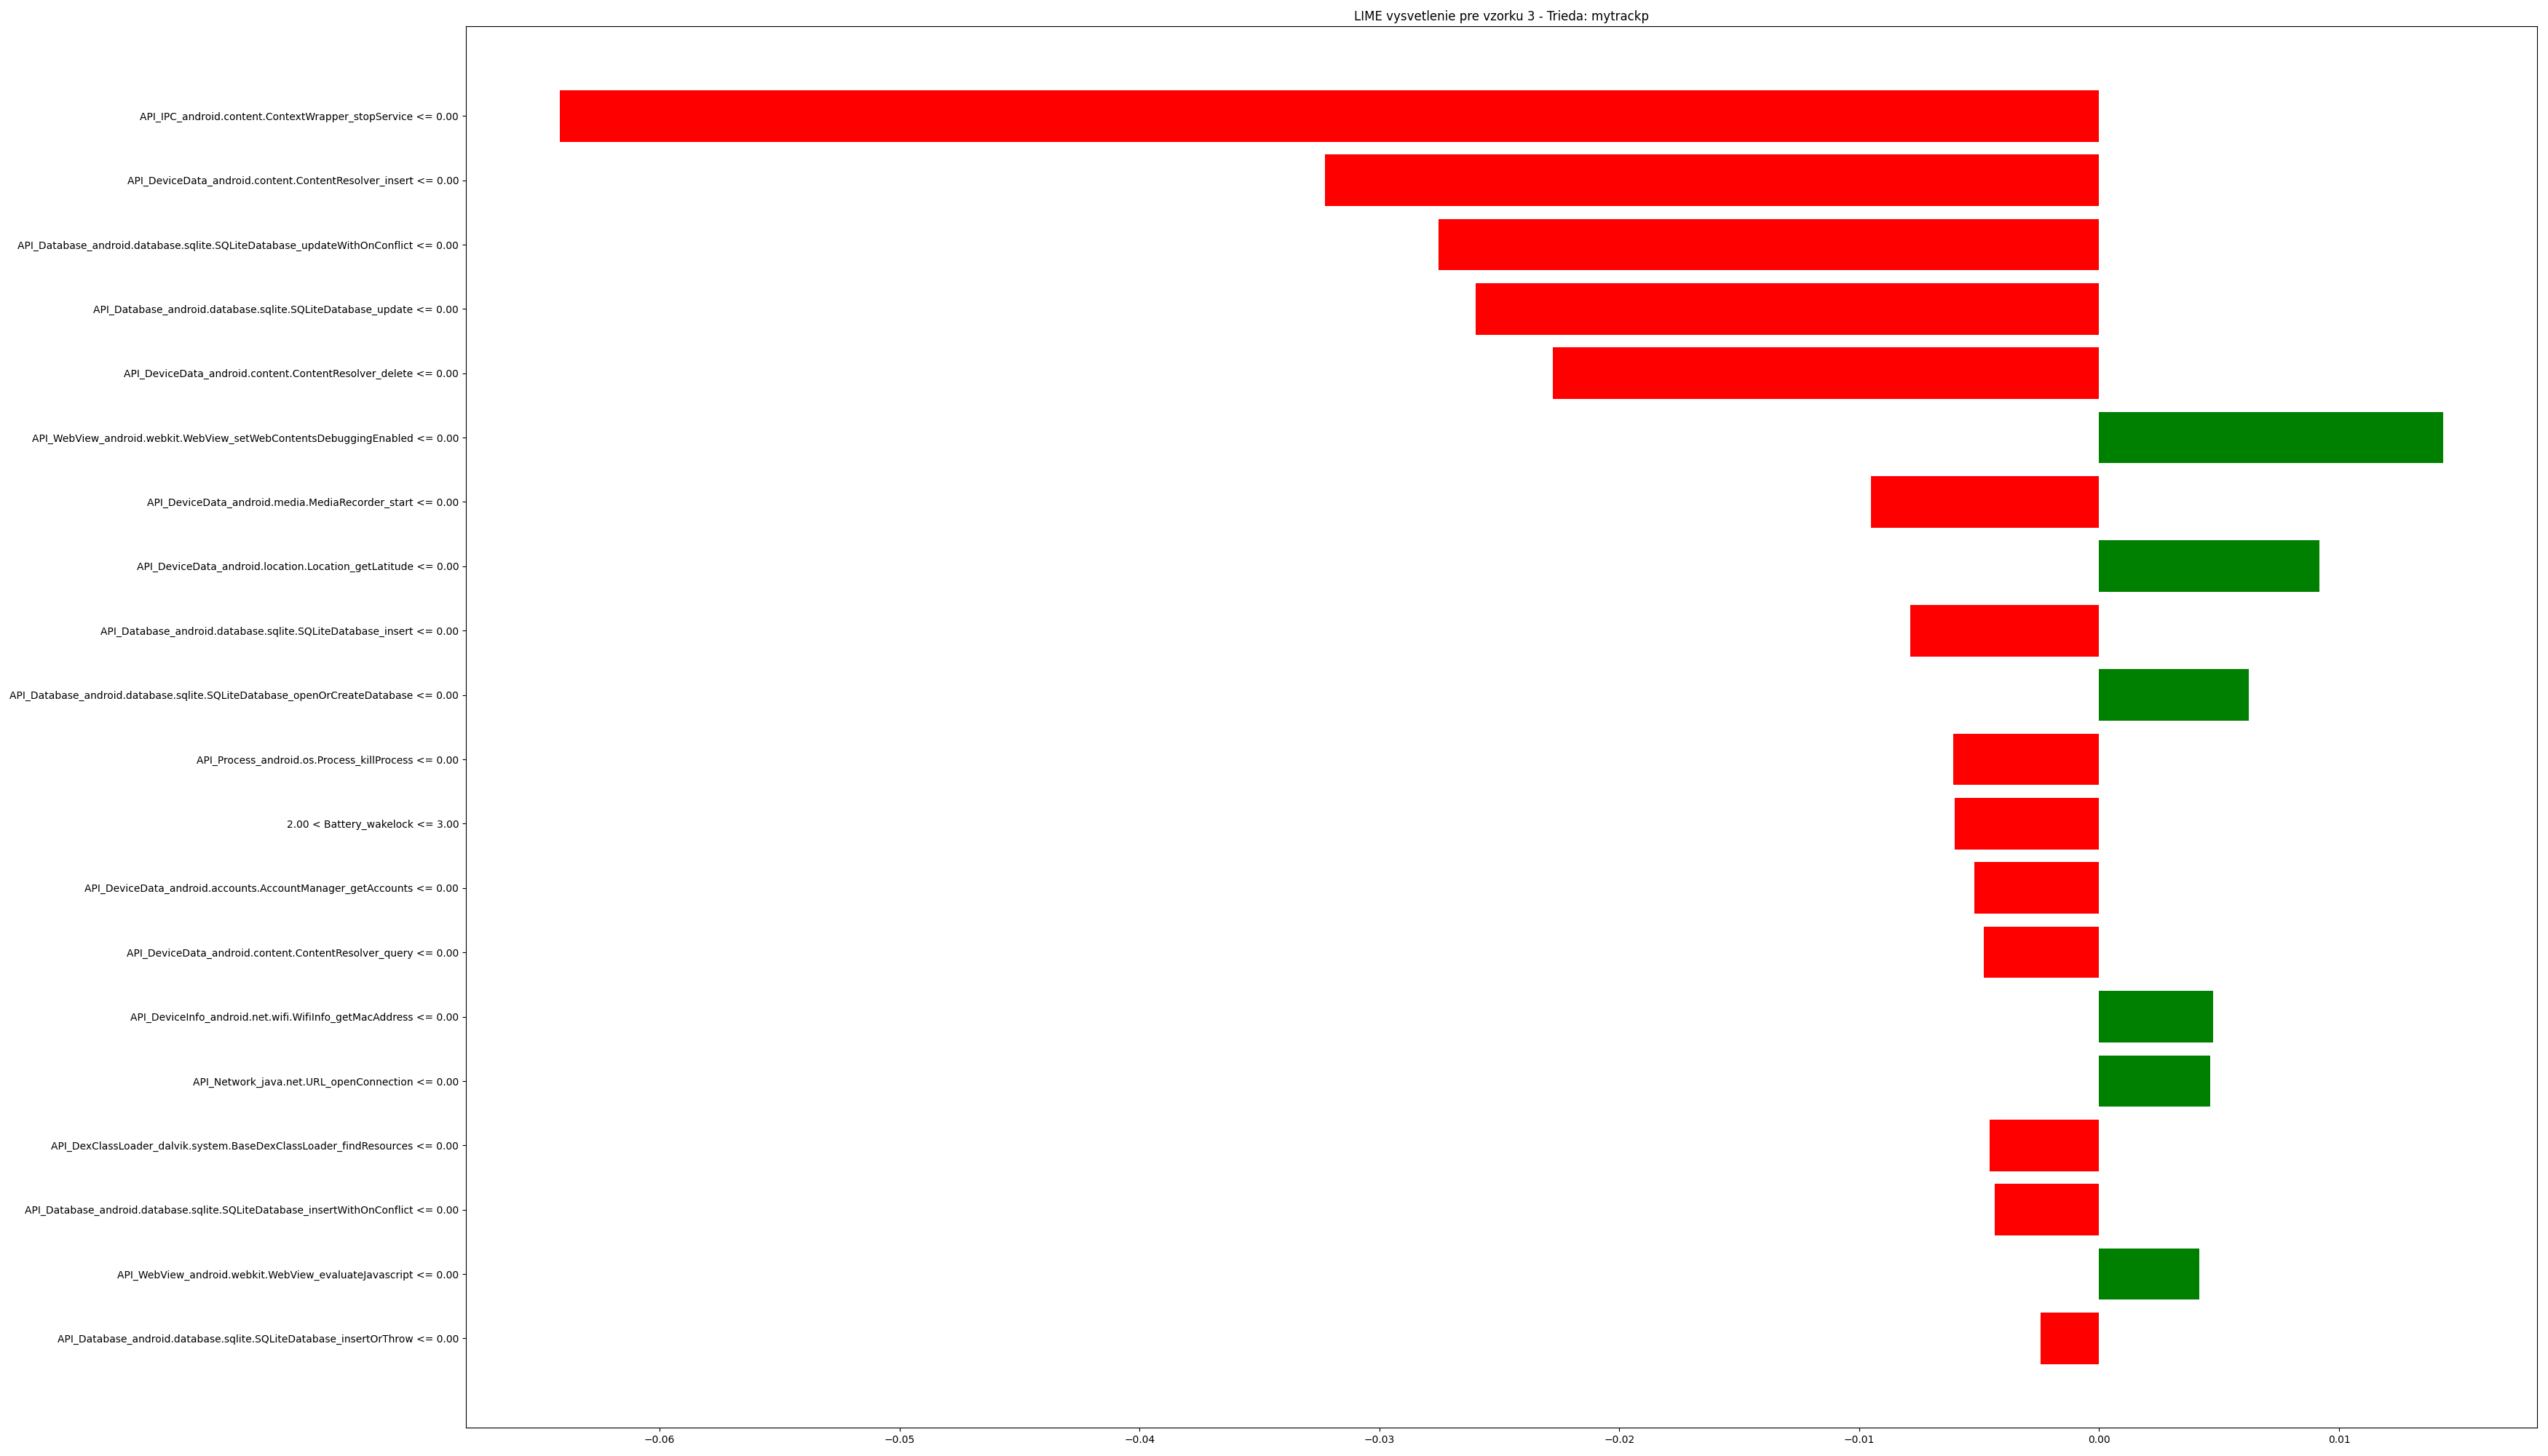 LIME vysvetlenie pre vzorku 3 - Trieda: mytrackp
API_IPC_android.content.ContextWrapper_stopService <= 0.00
API_DeviceData_android.content.ContentResolver_insert <= 0.00
API_Database_android.database.sqlite.SQLiteDatabase_updateWithOnConflict <= 0.00
API_Database_android.database.sqlite.SQLiteDatabase_update <= 0.00
API_DeviceData_android.content.ContentResolver_delete <= 0.00
API_WebView_android.webkit.WebView_setWebContentsDebuggingEnabled <= 0.00
API_DeviceData_android.media.MediaRecorder_start <= 0.00
API_DeviceData_android.location.Location_getLatitude <= 0.00
API_Database_android.database.sqlite.SQLiteDatabase_insert <= 0.00
API_Database_android.database.sqlite.SQLiteDatabase_openOrCreateDatabase <= 0.00
API_Process_android.os.Process_killProcess <= 0.00
2.00 < Battery_wakelock <= 3.00
API_DeviceData_android.accounts.AccountManager_getAccounts <= 0.00
API_DeviceData_android.content.ContentResolver_query <= 0.00
API_DeviceInfo_android.net.wifi.WifiInfo_getMacAddress <= 0.00
API_Network_java.net.URL_openConnection <= 0.00
API_DexClassLoader_dalvik.system.BaseDexClassLoader_findResources <= 0.00
API_Database_android.database.sqlite.SQLiteDatabase_insertWithOnConflict <= 0.00
API_WebView_android.webkit.WebView_evaluateJavascript <= 0.00
API_Database_android.database.sqlite.SQLiteDatabase_insertOrThrow <= 0.00
−0.06 −0.05 −0.04 −0.03 −0.02 −0.01 0.00 0.01